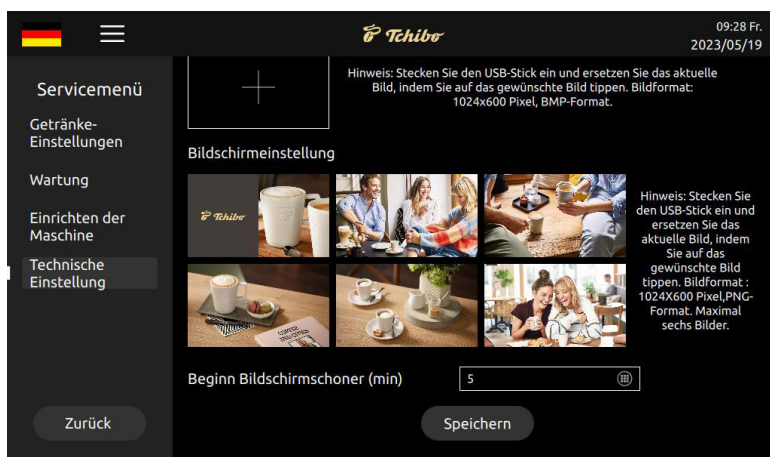 Tchibo
09:28 Fr.
2023/05/19
Servicemenü
Getränke-
Einstellungen
Wartung
Einrichten der
Maschine
Technische
Einstellung
Zurück
Hinweis: Stecken Sie den USB-Stick ein und ersetzen Sie das aktuelle
Bild, indem Sie auf das gewünschte Bild tippen. Bildformat:
1024x600 Pixel, BMP-Format.
Bildschirmeinstellung
Tchibo
Hinweis: Stecken Sie
den USB-Stick ein und
ersetzen Sie das
aktuelle Bild, indem
Sie auf das
gewünschte Bild
tippen. Bildformat :
1024X600 Pixel,PNG-
Format. Maximal
sechs Bilder.
Beginn Bildschirmschoner (min)
5
Speichern